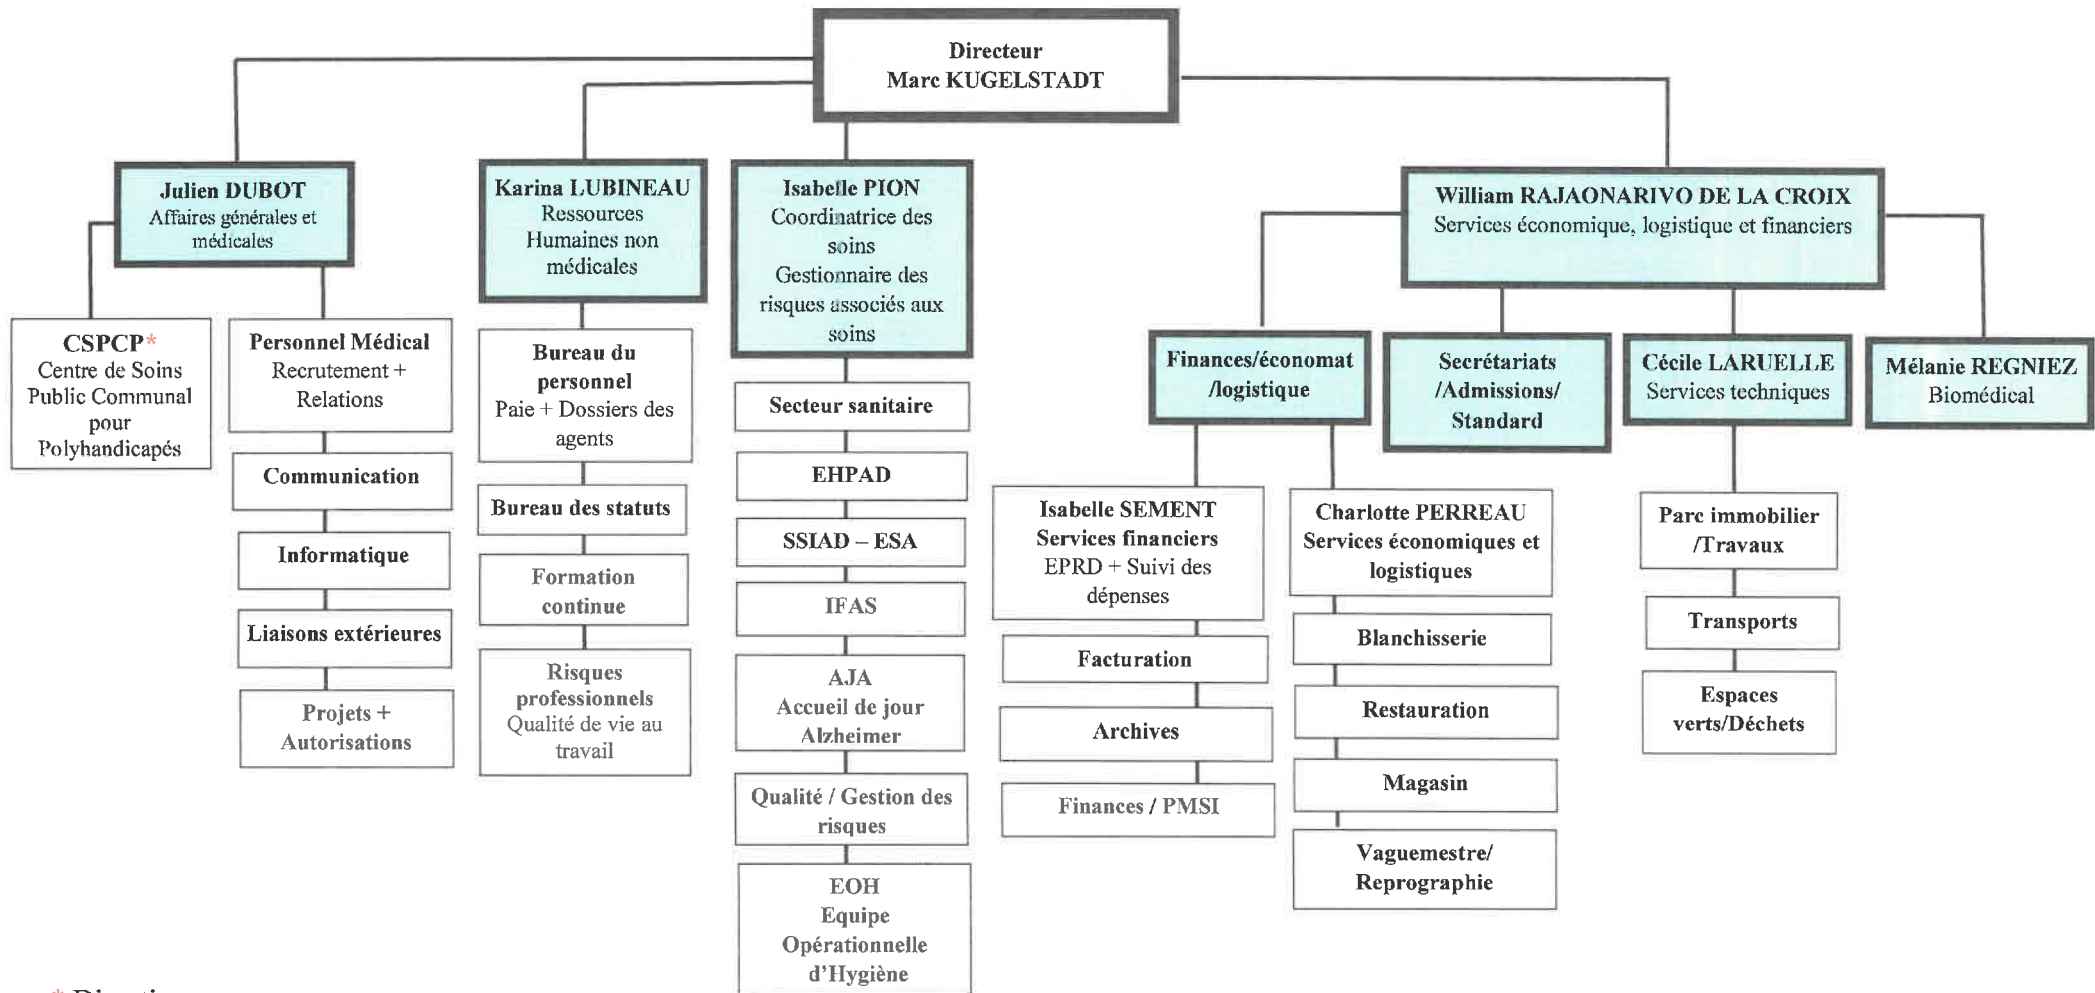 Directeur
Marc KUGELSTADT
Julien DUBOT
Affaires générales et
médicales
Karina LUBINEAU
Ressources
Humaines non
médicales
Isabelle PION
Coordinatrice des
soins
Gestionnaire des
risques associés aux
soins
William RAJAONARIVO DE LA CROIX
Services économique, logistique et financiers
CSPCP*
Centre de Soins
Public Communal
pour
Polyhandicapés
Personnel Médical
Recrutement +
Relations
Communication
Informatique
Liaisons extérieures
Projets +
Autorisations
Bureau du
personnel
Paie + Dossiers des
agents
Bureau des statuts
Formation
continue
Risques
professionnels
Qualité de vie au
travail
Secteur sanitaire
EHPAD
SSIAD – ESA
IFAS
AJA
Accueil de jour
Alzheimer
Qualité / Gestion des
risques
EOH
Equipe
Opérationnelle
d'Hygiène
Finances/économat
/logistique
Secrétariats
/Admissions/
Standard
Cécile LARUELLE
Services techniques
Mélanie REGNIEZ
Biomédical
Isabelle SEMENT
Services financiers
EPRD + Suivi des
dépenses
Facturation
Archives
Finances / PMSI
Charlotte PERREAU
Services économiques et
logistiques
Blanchisserie
Restauration
Magasin
Vaguemestre/
Reprographie
Parc immobilier
/Travaux
Transports
Espaces
verts/Déchets